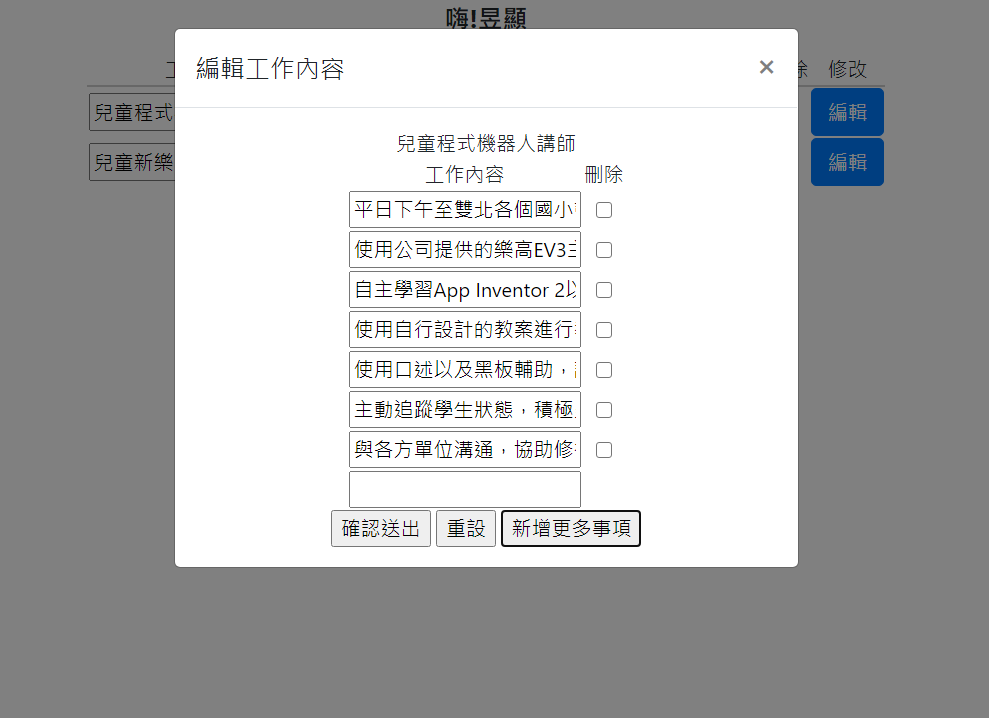 嗨!昱顯
編輯工作內容 ×
修改
兒童程式 編輯
兒童新樂 編輯
兒童程式機器人講師
工作內容 刪除
平日下午至雙北各個國小
使用公司提供的樂高EV3主
自主學習App Inventor 2以
使用自行設計的教案進行
使用口述以及黑板輔助，
主動追蹤學生狀態，積極
與各方單位溝通，協助修
確認送出 重設 新增更多事項